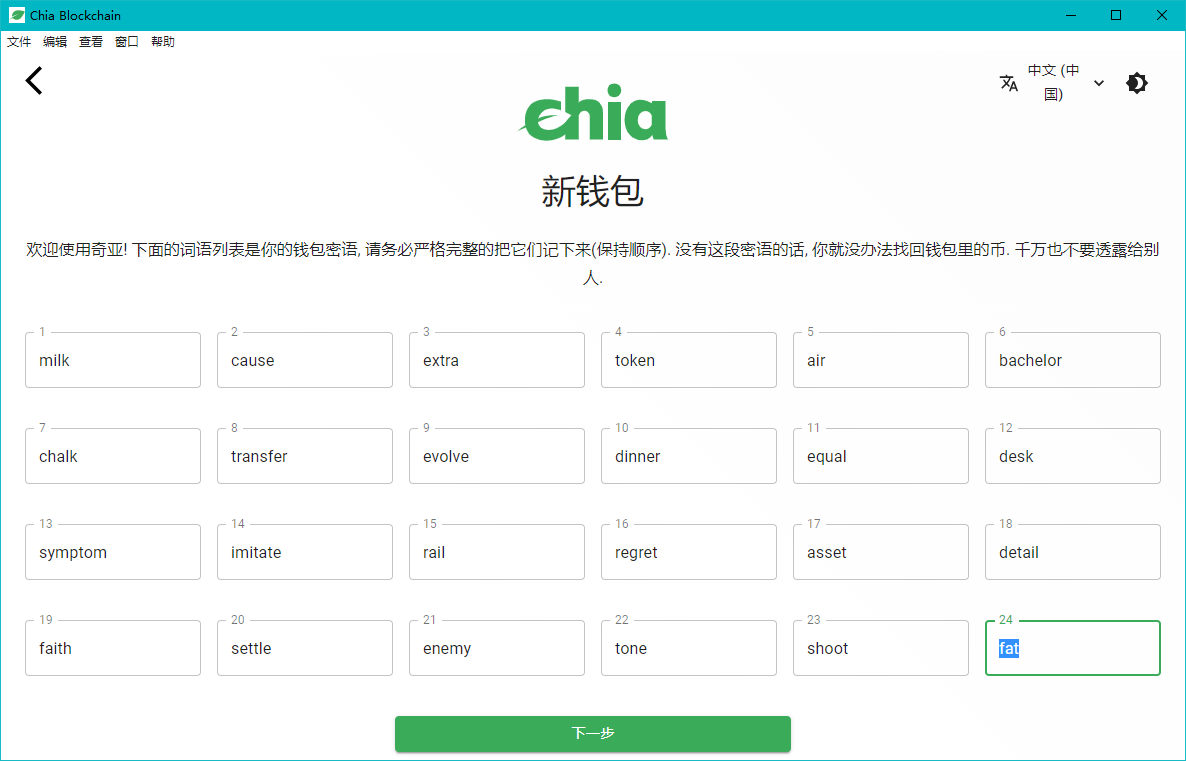 Chia Blockchain
文件 编辑 查看 窗口 帮助
中文 (中
国)
chia
新钱包
欢迎使用奇亚! 下面的词语列表是你的钱包密语, 请务必严格完整的把它们记下来(保持顺序). 没有这段密语的话, 你就没办法找回钱包里的币. 千万也不要透露给别
人.
1 2 3 4 5 6
milk cause extra token air bachelor
7 8 9 10 11 12
chalk transfer evolve dinner equal desk
13 14 15 16 17 18
symptom imitate rail regret asset detail
19 20 21 22 23 24
faith settle enemy tone shoot fat
下一步